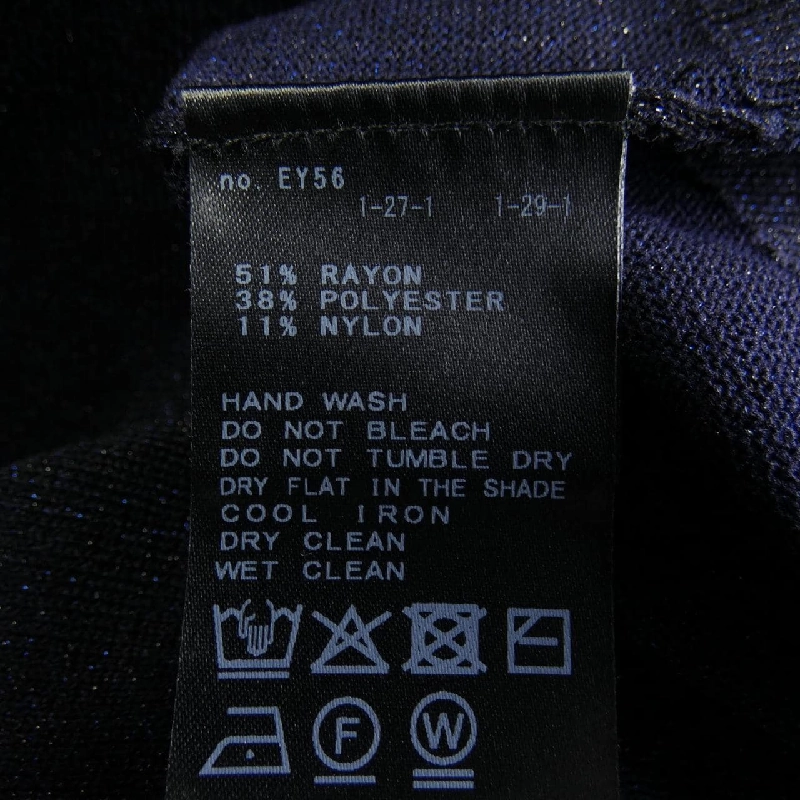 no. EY56
1-27-1 1-29-1
51% RAYON
38% POLYESTER
11% NYLON
HAND WASH
DO NOT BLEACH
DO NOT TUMBLE DRY
DRY FLAT IN THE SHADE
COOL IRON
DRY CLEAN
WET CLEAN
F W